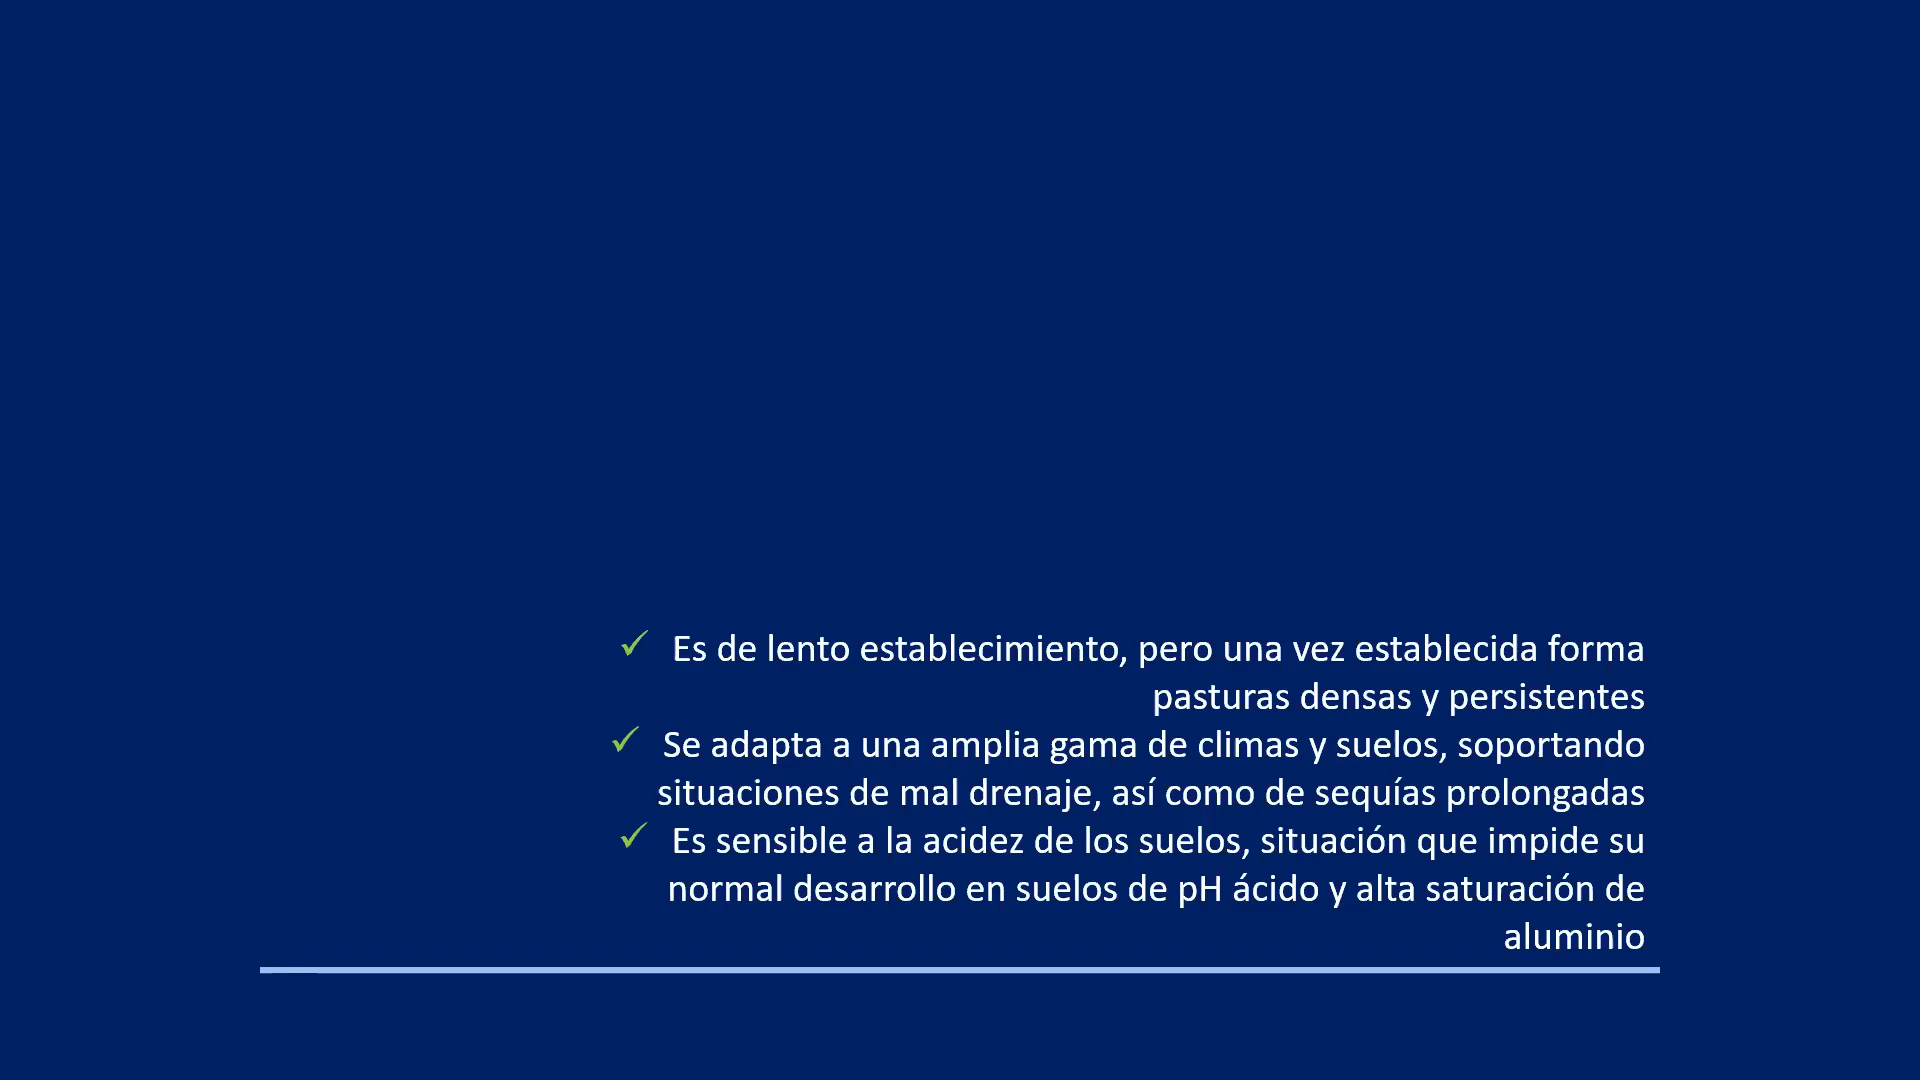 ✓ Es de lento establecimiento, pero una vez establecida forma
pasturas densas y persistentes
✓ Se adapta a una amplia gama de climas y suelos, soportando
situaciones de mal drenaje, así como de sequías prolongadas
✓ Es sensible a la acidez de los suelos, situación que impide su
normal desarrollo en suelos de pH ácido y alta saturación de
aluminio